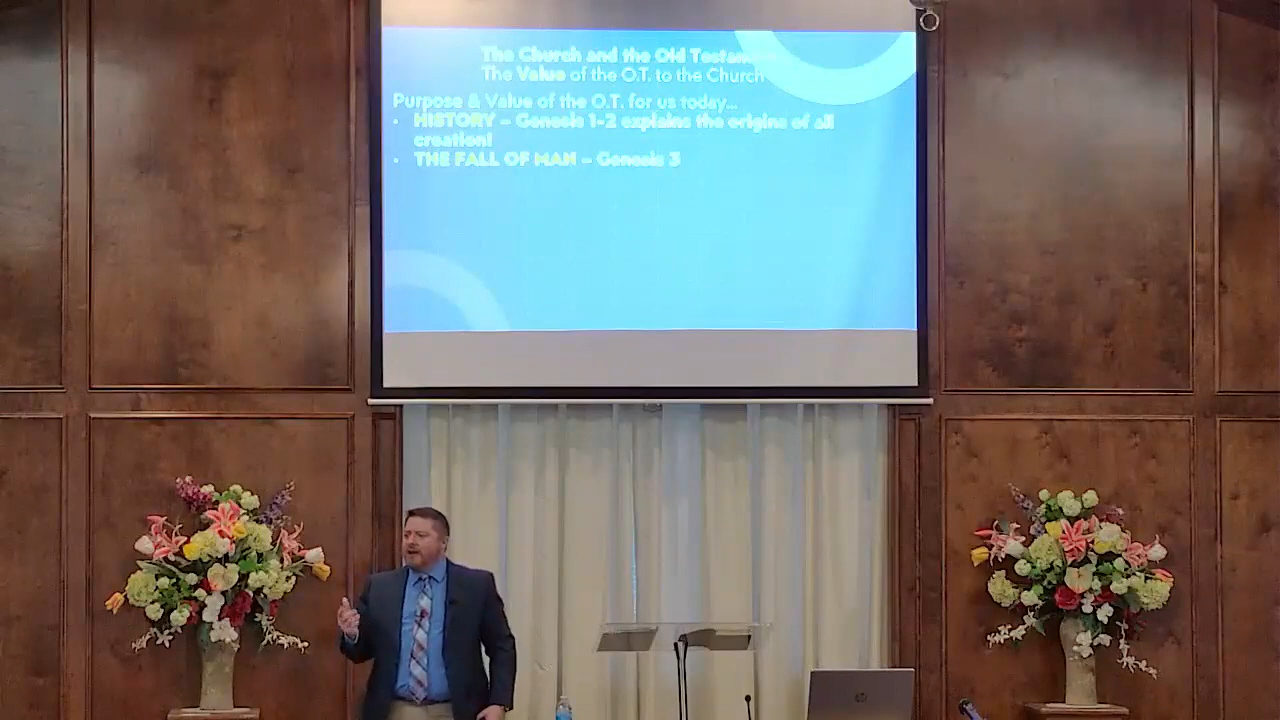 The Church and the Old Testament
The Value of the O.T. to the Church
Purpose & Value of the O.T. for us today...
• HISTORY – Genesis 1-2 explains the origins of all
creation!
• THE FALL OF MAN – Genesis 3
hp